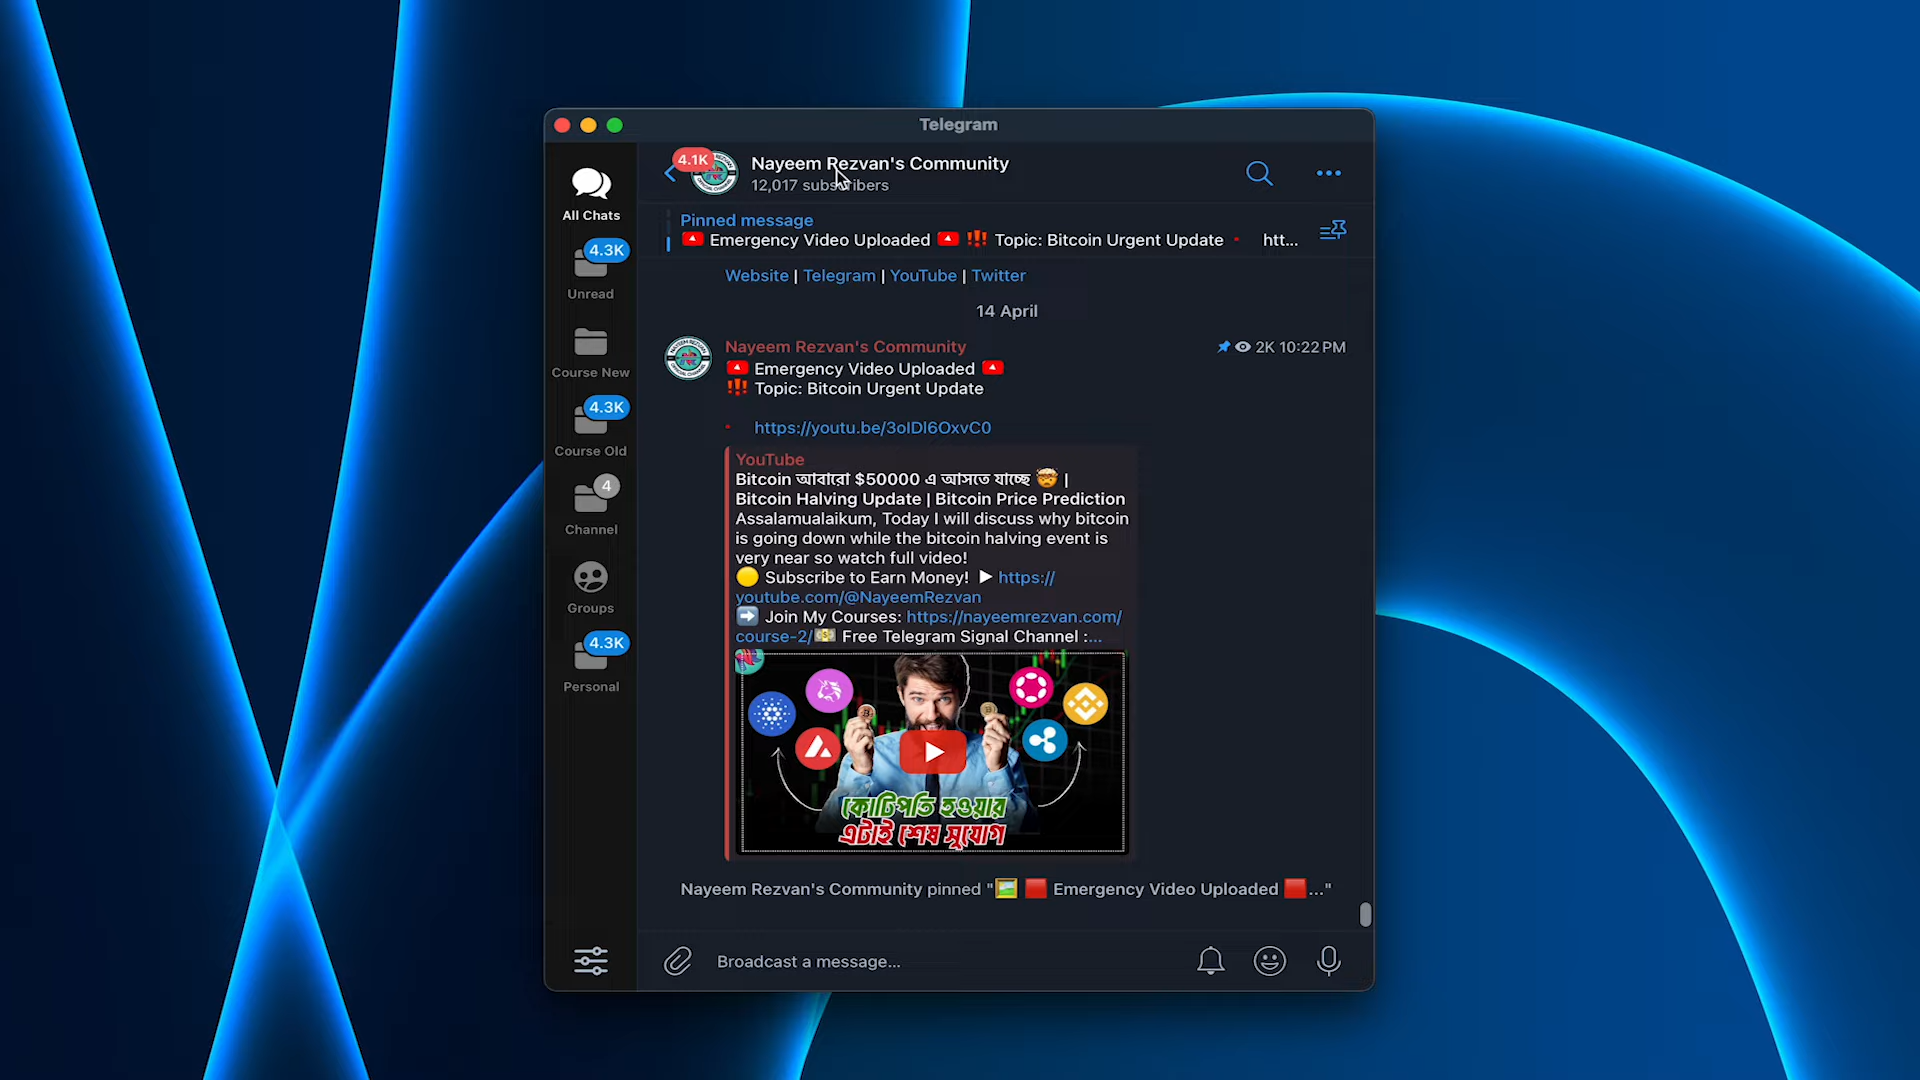 Telegram
4.1K
Nayeem Rezvan's Community
12,017 subscribers
All Chats
4.3K
Unread
Course New
4.3K
Course Old
4
Channel
Groups
4.3K
Personal
Pinned message
Emergency Video Uploaded ‼️ Topic: Bitcoin Urgent Update htt...
Website | Telegram | YouTube | Twitter
14 April
Nayeem Rezvan's Community
2K 10:22 PM
Emergency Video Uploaded
Topic: Bitcoin Urgent Update
https://youtu.be/3oIDI6OxvC0
YouTube
Bitcoin আবারো $50000 এ আসতে যাচ্ছে 🤯 |
Bitcoin Halving Update | Bitcoin Price Prediction
Assalamualaikum, Today I will discuss why bitcoin
is going down while the bitcoin halving event is
very near so watch full video!
🟡 Subscribe to Earn Money! ▶ https://
youtube.com/@NayeemRezvan
➡️ Join My Courses: https://nayeemrezvan.com/
course-2/💵 Free Telegram Signal Channel :...
কোটিপতি হওয়ার
এটাই শেষ সুযোগ
Nayeem Rezvan's Community pinned "🖼 🟥 Emergency Video Uploaded 🟥..."
Broadcast a message...